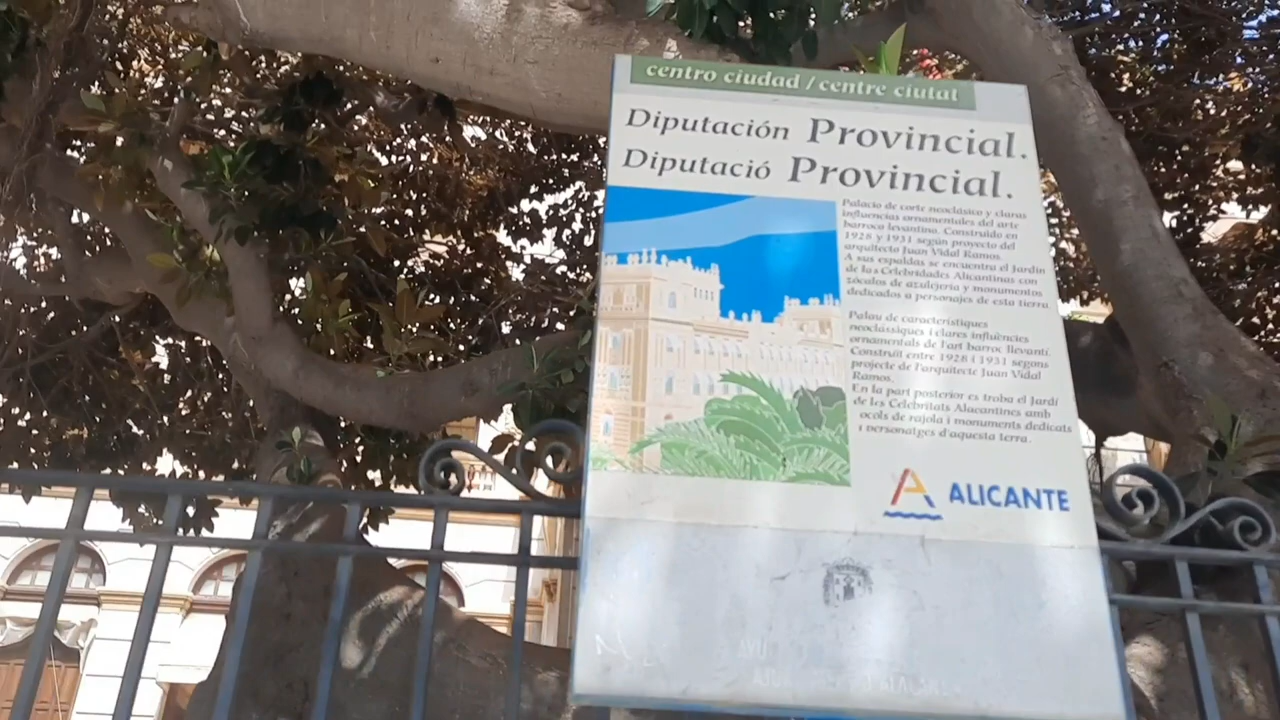 centro ciudad / centre ciutat
Diputación Provincial.
Diputació Provincial.
Palacio de corte neoclásico y claras
influencias ornamentales del arte
barroco levantino. Construido en
1928 y 1931 según proyecto del
arquitecto Juan Vidal Ramos.
A sus espaldas se encuentra el Jardín
de las Celebridades Alicantinas con
zócalos de azulejería y monumentos
dedicados a personajes de esta tierra.
Palau de característiques
neoclàssiques i clares influències
ornamentals de l'art barroc llevantí.
Construït entre 1928 i 1931 segons
projecte de l'arquitecte Juan Vidal
Ramos.
En la part posterior es troba el Jardí
de les Celebritats Alacantines amb
ocols de rajola i monuments dedicats
i personatges d'aquesta terra.
ALICANTE